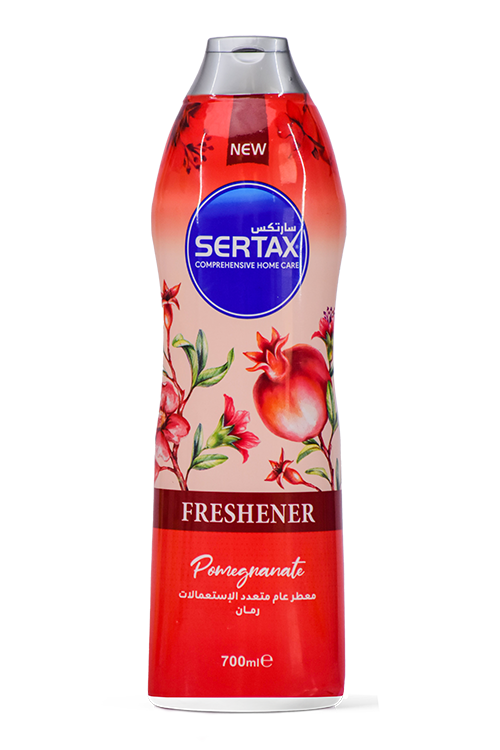 NEW
سارتكس
SERTAX
COMPREHENSIVE HOME CARE
FRESHENER
Pomegranate
معطر عام متعدد الإستعمالات
رمان
700ml℮